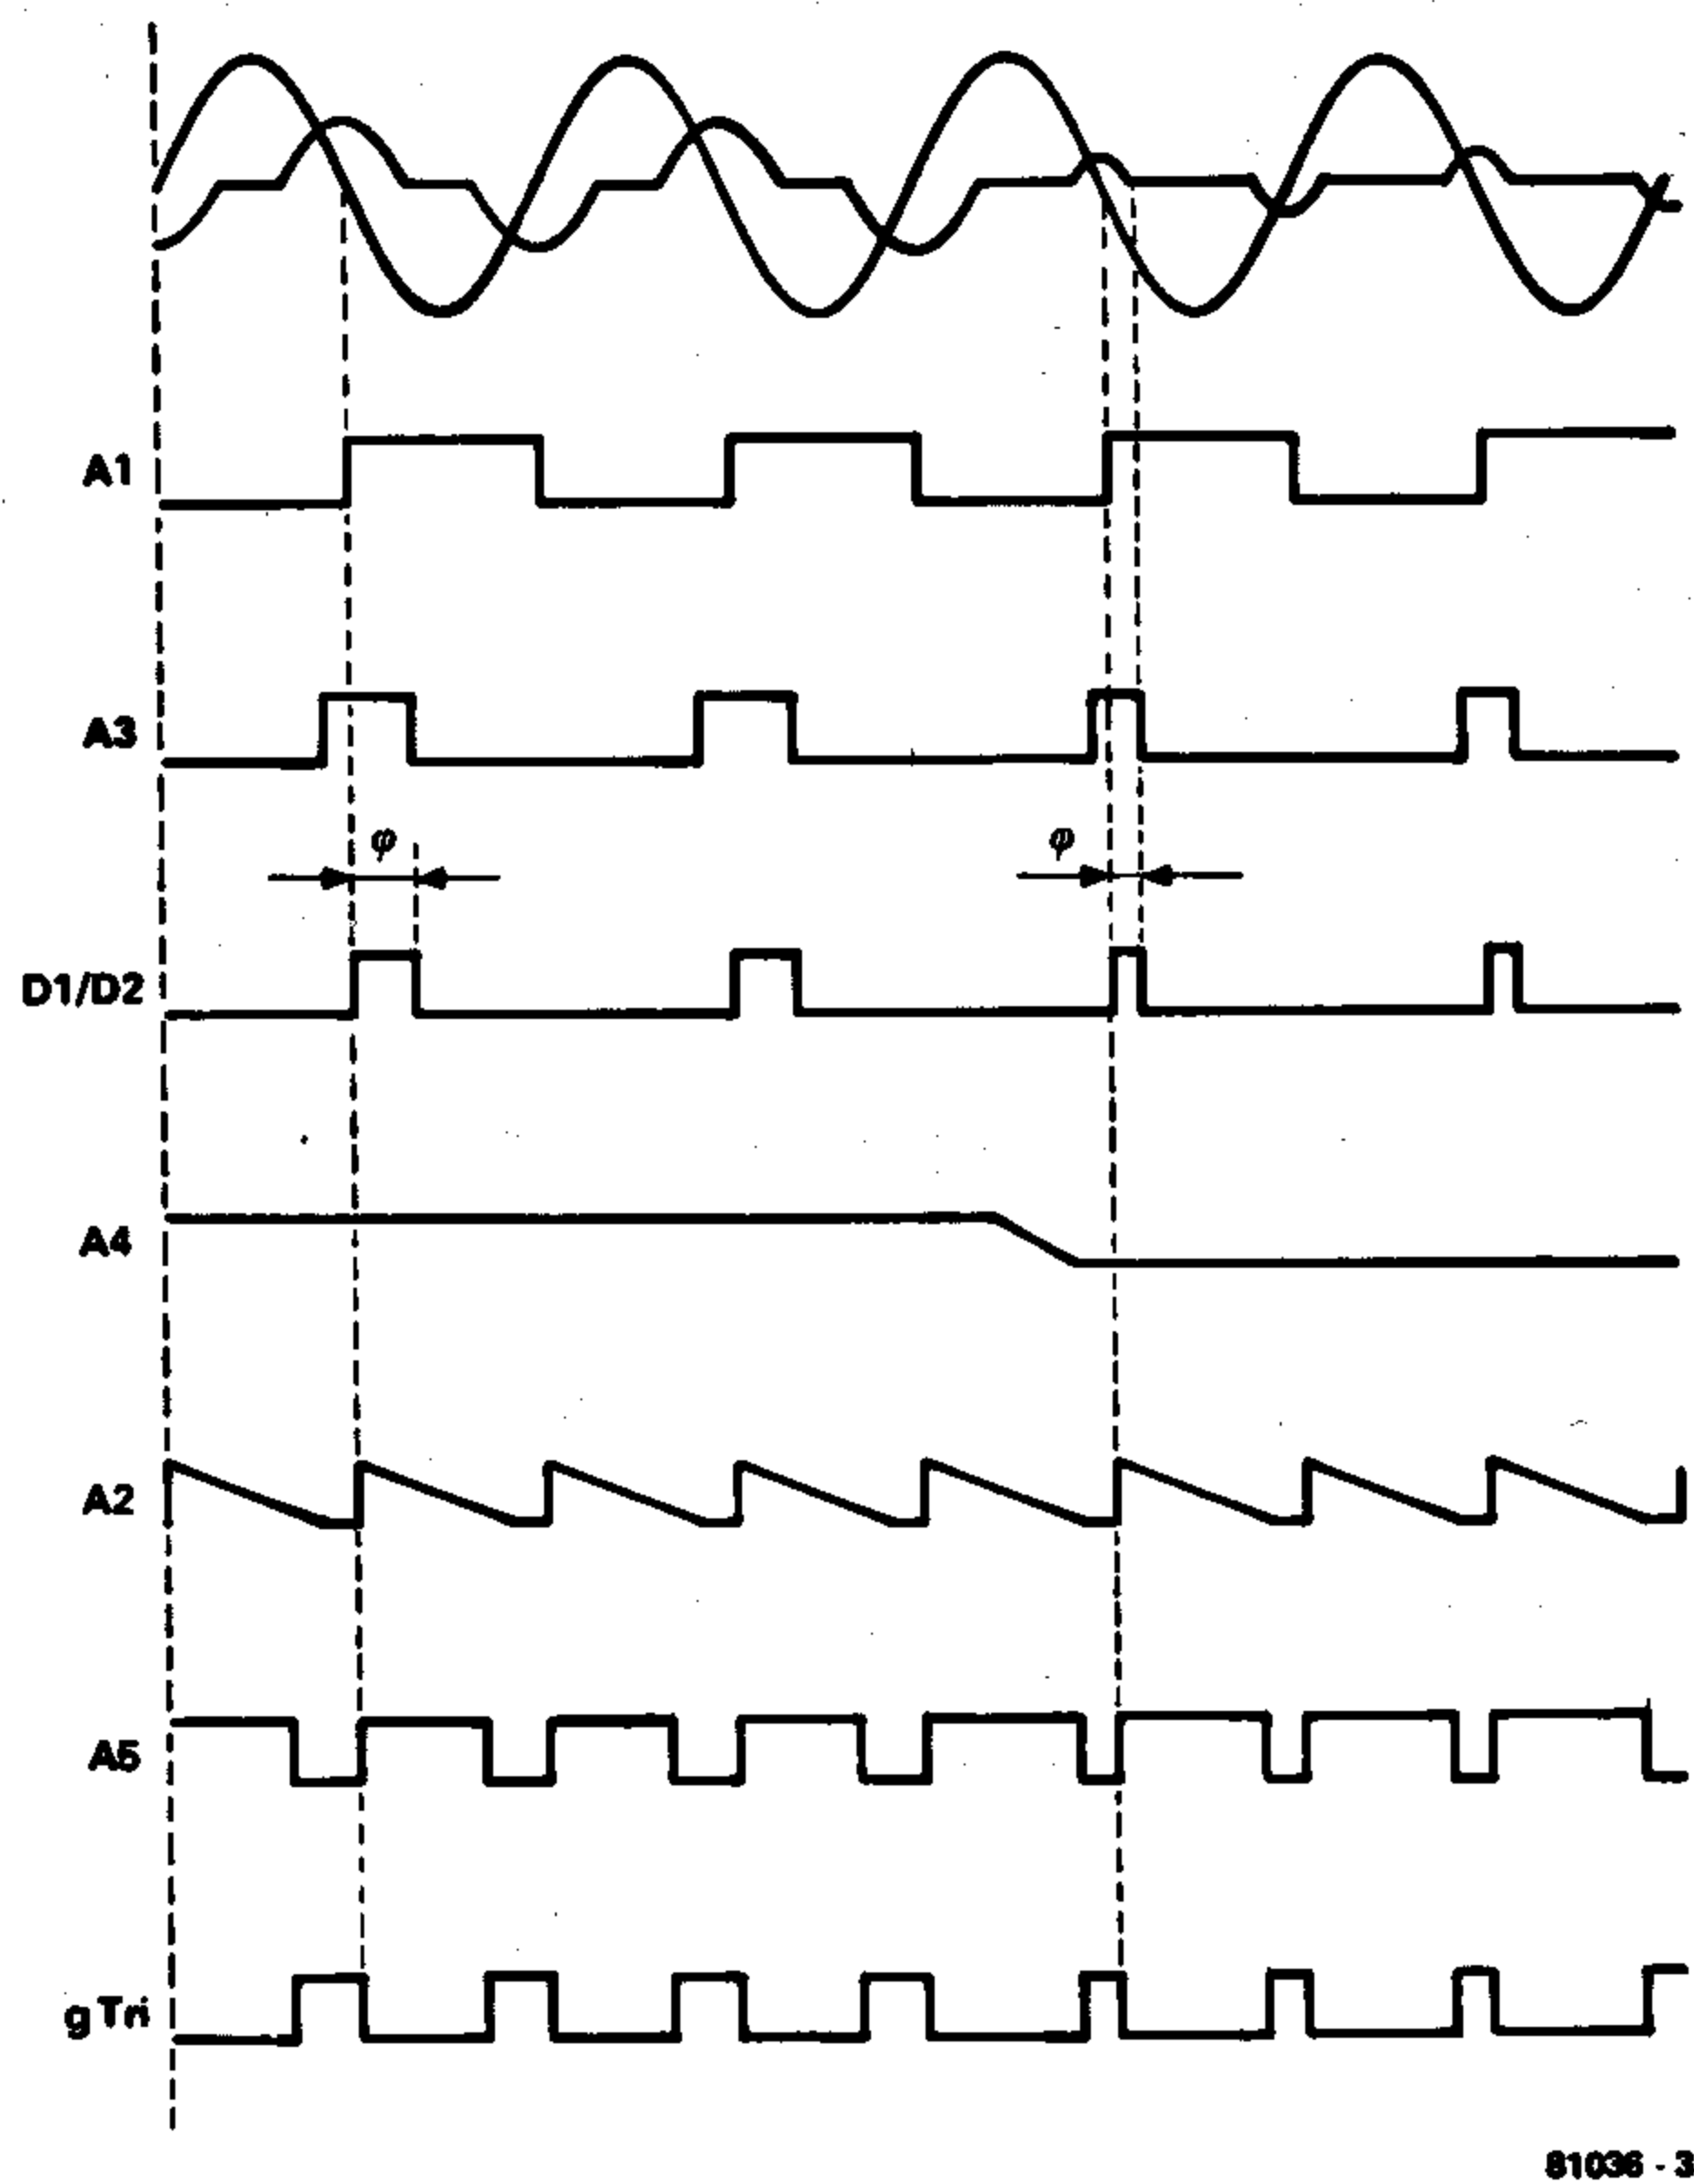 A1
A3
φ φ
D1/D2
A4
A2
A5
g Tri
81036 - 3